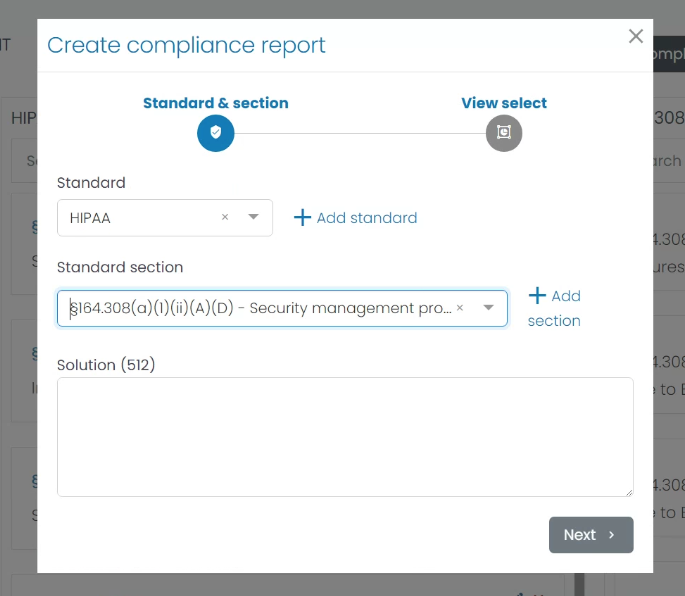 Create compliance report
Standard & section
View select
Standard
HIPAA
Add standard
Standard section
§164.308(a)(1)(ii)(A)(D) - Security management pro...
Add
section
Solution (512)
Next